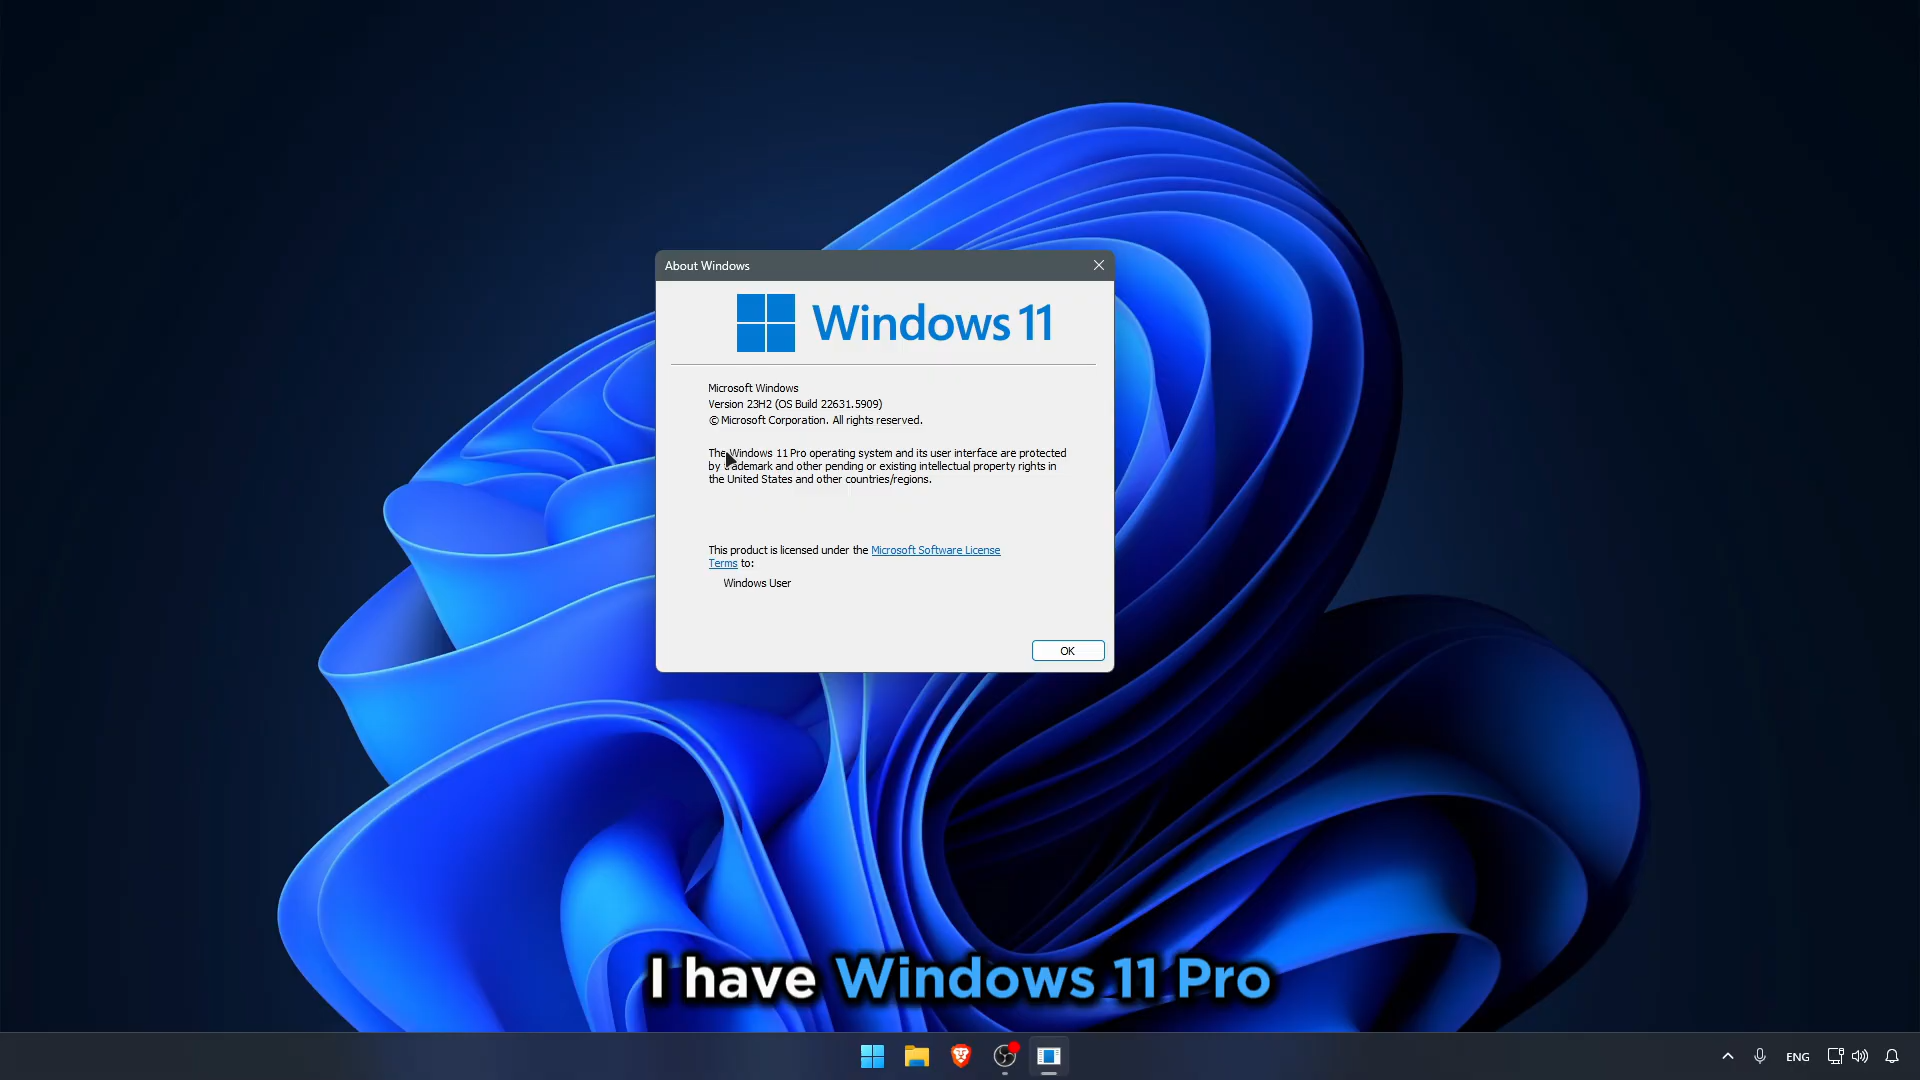 About Windows
Windows 11
Microsoft Windows
Version 23H2 (OS Build 22631.5909)
© Microsoft Corporation. All rights reserved.
The Windows 11 Pro operating system and its user interface are protected
by trademark and other pending or existing intellectual property rights in
the United States and other countries/regions.
This product is licensed under the Microsoft Software License
Terms to:
Windows User
OK
I have Windows 11 Pro
ENG